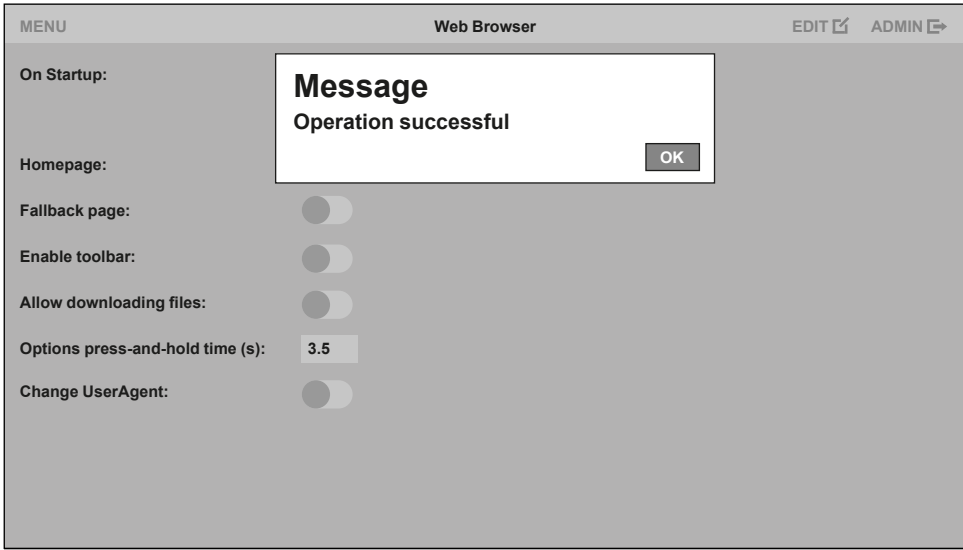 MENU Web Browser EDIT ADMIN
On Startup:
Message
Operation successful
OK
Homepage:
Fallback page:
Enable toolbar:
Allow downloading files:
Options press-and-hold time (s): 3.5
Change UserAgent: